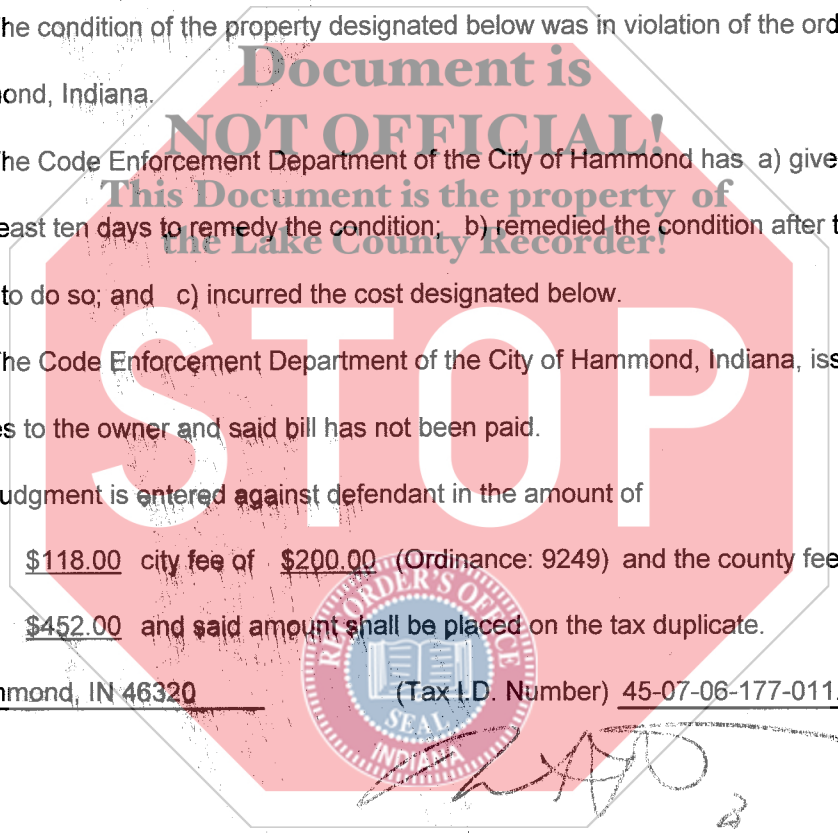 he condition of the property designated below was in violation of the ord
Document is
ond, Indiana.
NOT OFFICIAL!
he Code Enforcement Department of the City of Hammond has a) give
This Document is the property of
east ten days to remedy the condition; b) remedied the condition after t
the Lake County Recorder!
to do so; and c) incurred the cost designated below.
STOP
he Code Enforcement Department of the City of Hammond, Indiana, iss
es to the owner and said bill has not been paid.
udgment is entered against defendant in the amount of
$118.00 city fee of $200.00 (Ordinance: 9249) and the county fee
$452.00 and said amount shall be placed on the tax duplicate.
RECORDER'S OFFICE
mmond, IN 46320 (Tax I.D. Number) 45-07-06-177-011.
SEAL
INDIANA